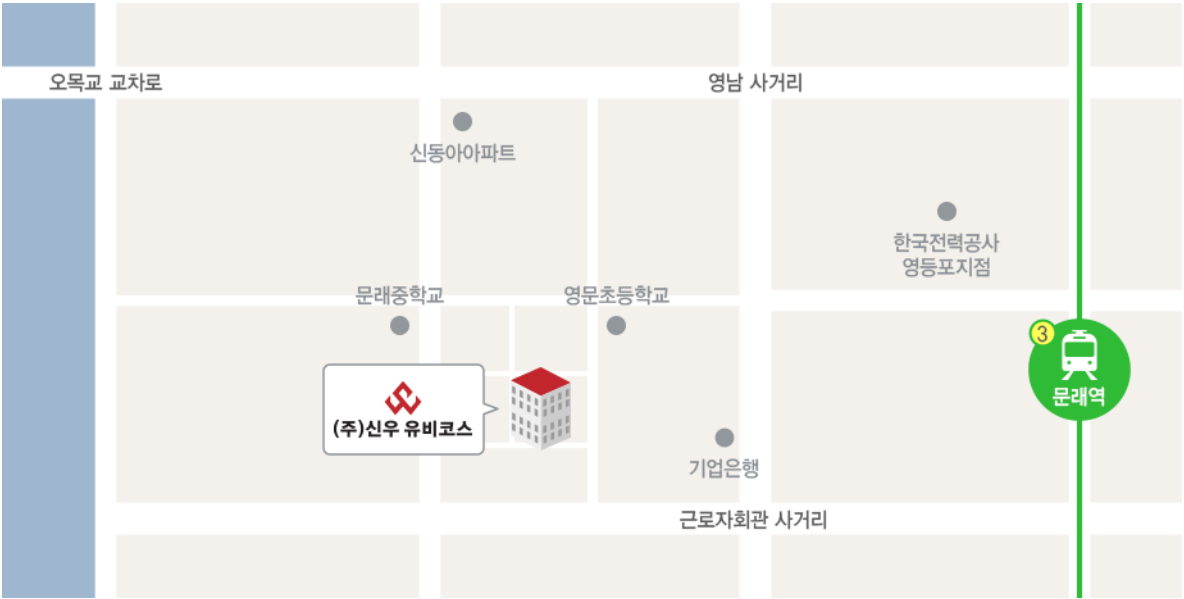 오목교 교차로
영남 사거리
신동아아파트
한국전력공사
영등포지점
문래중학교
영문초등학교
3
문래역
(주)신우 유비코스
기업은행
근로자회관 사거리